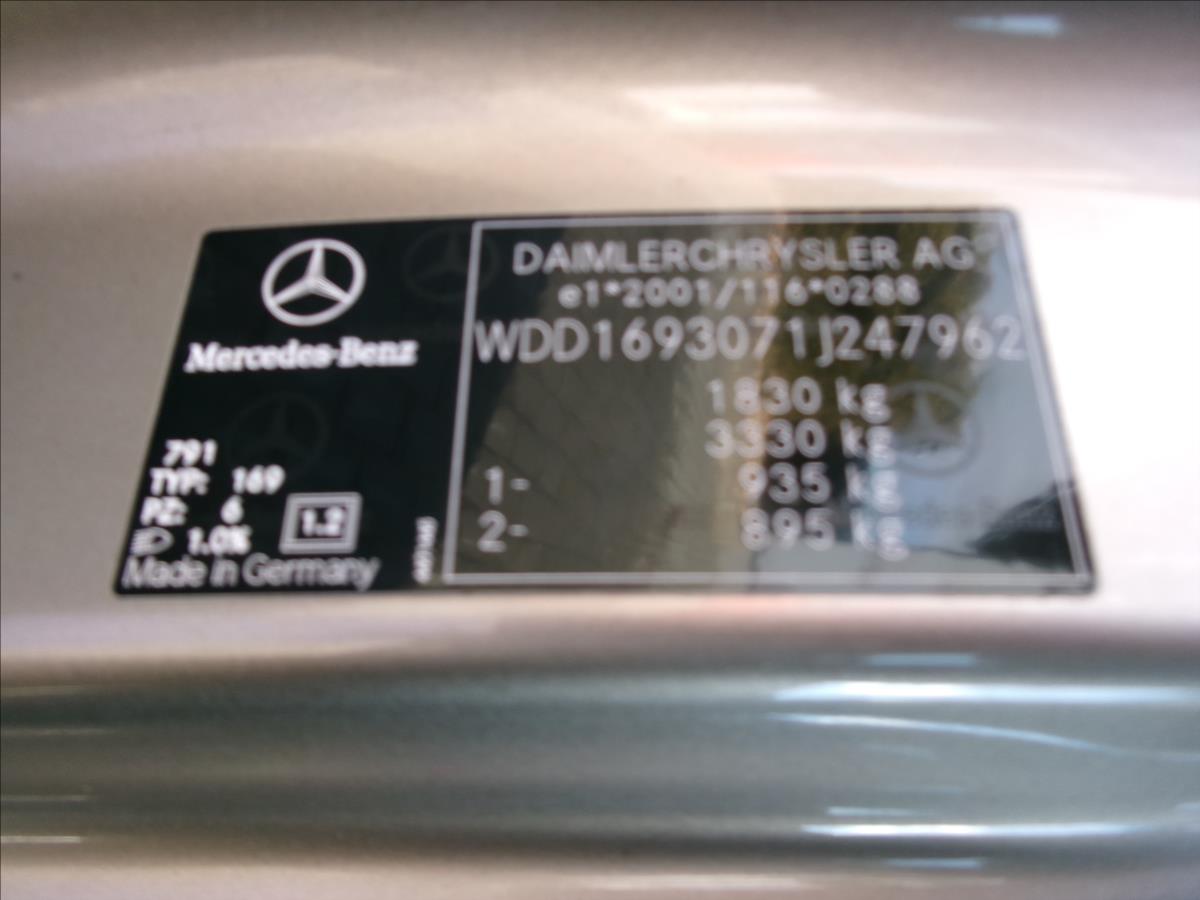 Mercedes-Benz
791
TYP: 169
PZ: 6
1.0%
1.2
Made in Germany
DAIMLERCHRYSLER AG
e1*2001/116*0288
WDD1693071J247962
1830 kg
3330 kg
1- 935 kg
2- 895 kg